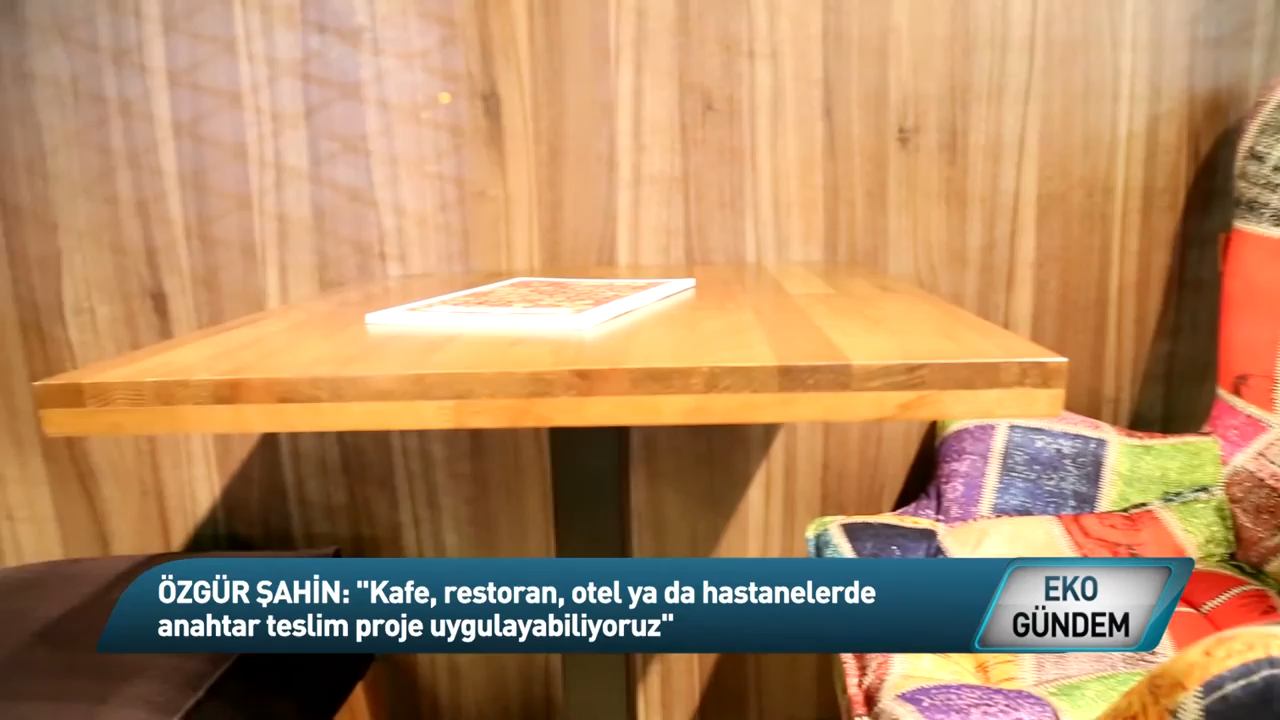 ÖZGÜR ŞAHİN: "Kafe, restoran, otel ya da hastanelerde
anahtar teslim proje uygulayabiliyoruz"
EKO
GÜNDEM